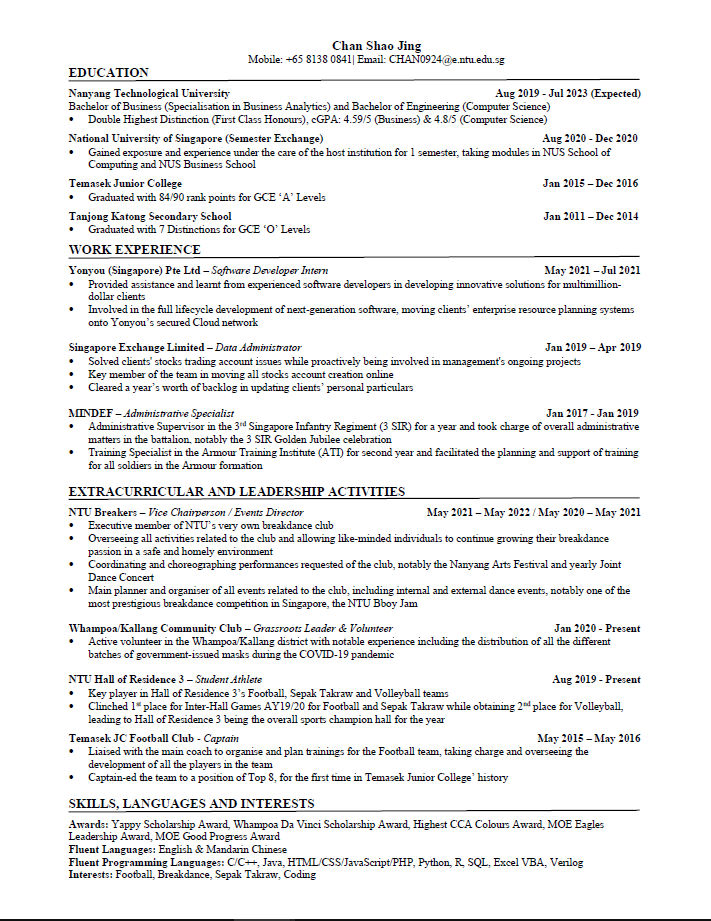 Chan Shao Jing
Mobile: +65 8138 0841| Email: CHAN0924@e.ntu.edu.sg
EDUCATION
Nanyang Technological University Aug 2019 - Jul 2023 (Expected)
Bachelor of Business (Specialisation in Business Analytics) and Bachelor of Engineering (Computer Science)
• Double Highest Distinction (First Class Honours), cGPA: 4.59/5 (Business) & 4.8/5 (Computer Science)
National University of Singapore (Semester Exchange) Aug 2020 - Dec 2020
• Gained exposure and experience under the care of the host institution for 1 semester, taking modules in NUS School of
Computing and NUS Business School
Temasek Junior College Jan 2015 – Dec 2016
• Graduated with 84/90 rank points for GCE ‘A’ Levels
Tanjong Katong Secondary School Jan 2011 – Dec 2014
• Graduated with 7 Distinctions for GCE ‘O’ Levels
WORK EXPERIENCE
Yonyou (Singapore) Pte Ltd – Software Developer Intern May 2021 – Jul 2021
• Provided assistance and learnt from experienced software developers in developing innovative solutions for multimillion-
dollar clients
• Involved in the full lifecycle development of next-generation software, moving clients’ enterprise resource planning systems
onto Yonyou’s secured Cloud network
Singapore Exchange Limited – Data Administrator Jan 2019 – Apr 2019
• Solved clients' stocks trading account issues while proactively being involved in management's ongoing projects
• Key member of the team in moving all stocks account creation online
• Cleared a year’s worth of backlog in updating clients’ personal particulars
MINDEF – Administrative Specialist Jan 2017 - Jan 2019
• Administrative Supervisor in the 3rd Singapore Infantry Regiment (3 SIR) for a year and took charge of overall administrative
matters in the battalion, notably the 3 SIR Golden Jubilee celebration
• Training Specialist in the Armour Training Institute (ATI) for second year and facilitated the planning and support of training
for all soldiers in the Armour formation
EXTRACURRICULAR AND LEADERSHIP ACTIVITIES
NTU Breakers – Vice Chairperson / Events Director May 2021 – May 2022 / May 2020 – May 2021
• Executive member of NTU’s very own breakdance club
• Overseeing all activities related to the club and allowing like-minded individuals to continue growing their breakdance
passion in a safe and homely environment
• Coordinating and choreographing performances requested of the club, notably the Nanyang Arts Festival and yearly Joint
Dance Concert
• Main planner and organiser of all events related to the club, including internal and external dance events, notably one of the
most prestigious breakdance competition in Singapore, the NTU Bboy Jam
Whampoa/Kallang Community Club – Grassroots Leader & Volunteer Jan 2020 - Present
• Active volunteer in the Whampoa/Kallang district with notable experience including the distribution of all the different
batches of government-issued masks during the COVID-19 pandemic
NTU Hall of Residence 3 – Student Athlete Aug 2019 - Present
• Key player in Hall of Residence 3’s Football, Sepak Takraw and Volleyball teams
• Clinched 1st place for Inter-Hall Games AY19/20 for Football and Sepak Takraw while obtaining 2nd place for Volleyball,
leading to Hall of Residence 3 being the overall sports champion hall for the year
Temasek JC Football Club - Captain May 2015 – May 2016
• Liaised with the main coach to organise and plan trainings for the Football team, taking charge and overseeing the
development of all the players in the team
• Captain-ed the team to a position of Top 8, for the first time in Temasek Junior College’ history
SKILLS, LANGUAGES AND INTERESTS
Awards: Yappy Scholarship Award, Whampoa Da Vinci Scholarship Award, Highest CCA Colours Award, MOE Eagles
Leadership Award, MOE Good Progress Award
Fluent Languages: English & Mandarin Chinese
Fluent Programming Languages: C/C++, Java, HTML/CSS/JavaScript/PHP, Python, R, SQL, Excel VBA, Verilog
Interests: Football, Breakdance, Sepak Takraw, Coding